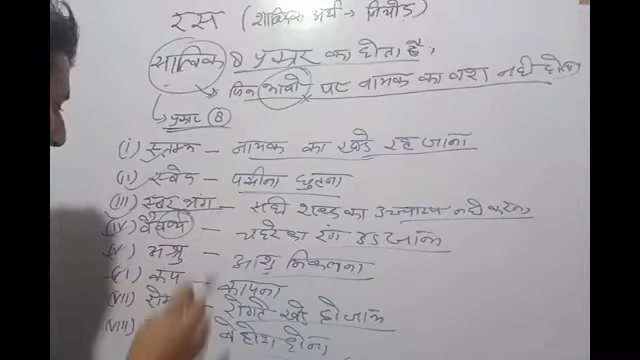 रस (शाब्दिक अर्थ → निचोड़)
सात्विक 8 प्रकार का होता है,
जिन भावों पर नायक का वश नही होता
प्रकार 8
(i) स्तम्भ – नायक का खड़े रह जाना
(ii) स्वेद – पसीना छुटना
(iii) स्वर भंग – सही शब्द का उच्चारण नही करना
(iv) वैवर्ण्य – चेहरे का रंग उड़ जाना
(v) अश्रु – आशु निकलना
(vi) कंप – कापना
(vii) रोम – रोंगटे खड़े हो जाना
(viii) बेहोश होना